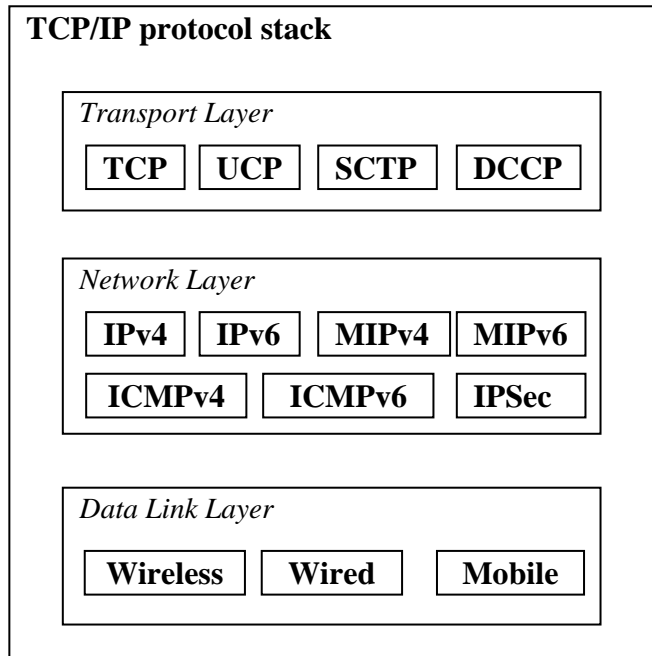 TCP/IP protocol stack
Transport Layer
TCP UCP SCTP DCCP
Network Layer
IPv4 IPv6 MIPv4 MIPv6
ICMPv4 ICMPv6 IPSec
Data Link Layer
Wireless Wired Mobile